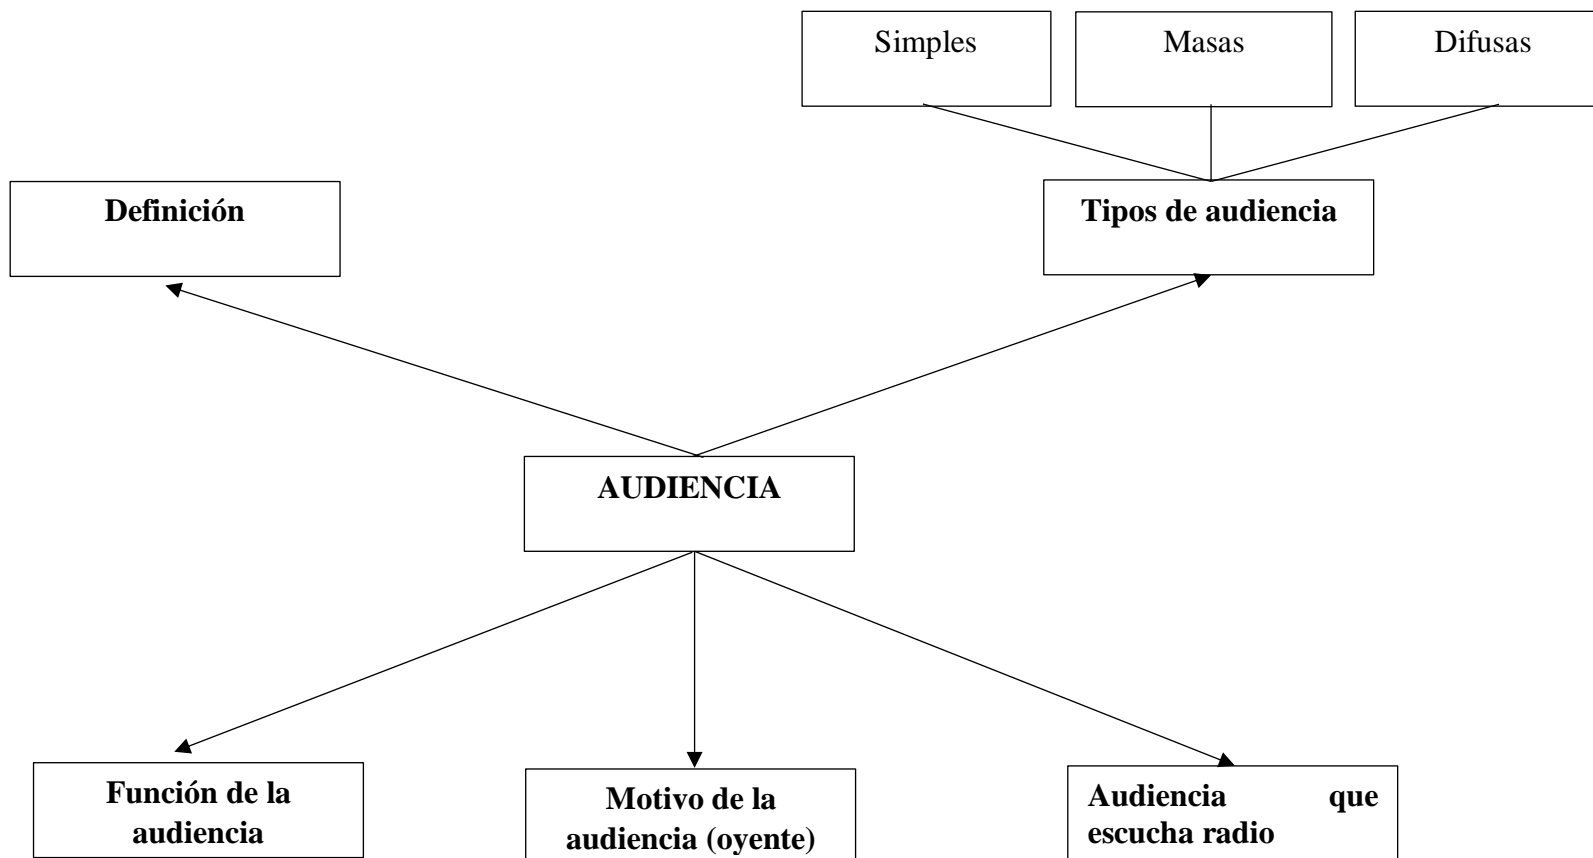 Simples
Masas
Difusas
Definición
Tipos de audiencia
AUDIENCIA
Función de la
audiencia
Motivo de la
audiencia (oyente)
Audiencia que
escucha radio